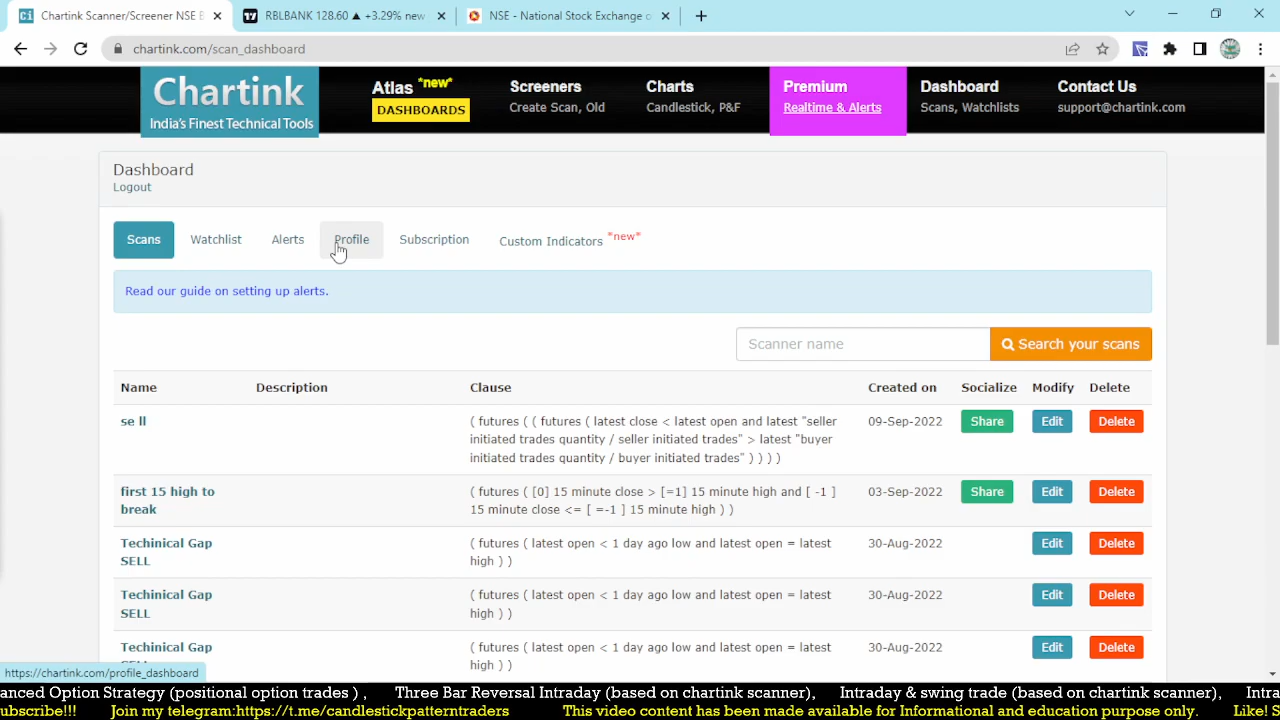 Chartink Scanner/Screener NSE B
RBLBANK 128.60 ▲ +3.29% new
NSE - National Stock Exchange o
chartink.com/scan_dashboard
Chartink
India's Finest Technical Tools
Atlas *new*
DASHBOARDS
Screeners
Create Scan, Old
Charts
Candlestick, P&F
Premium
Realtime & Alerts
Dashboard
Scans, Watchlists
Contact Us
support@chartink.com
Dashboard
Logout
Scans
Watchlist
Alerts
Profile
Subscription
Custom Indicators *new*
Read our guide on setting up alerts.
Scanner name
Search your scans
Name Description Clause Created on Socialize Modify Delete
se ll ( futures ( ( futures ( latest close < latest open and latest "seller 09-Sep-2022 Share Edit Delete
initiated trades quantity / seller initiated trades" > latest "buyer
initiated trades quantity / buyer initiated trades" ) ) ) )
first 15 high to ( futures ( [0] 15 minute close > [=1] 15 minute high and [ -1 ] 03-Sep-2022 Share Edit Delete
break 15 minute close <= [ =-1 ] 15 minute high ) )
Techinical Gap ( futures ( latest open < 1 day ago low and latest open = latest 30-Aug-2022 Edit Delete
SELL high ) )
Techinical Gap ( futures ( latest open < 1 day ago low and latest open = latest 30-Aug-2022 Edit Delete
SELL high ) )
Techinical Gap ( futures ( latest open < 1 day ago low and latest open = latest 30-Aug-2022 Edit Delete
high ) )
https://chartink.com/profile_dashboard
anced Option Strategy (positional option trades ) , Three Bar Reversal Intraday (based on chartink scanner), Intraday & swing trade (based on chartink scanner), Intra
ubscribe!!! Join my telegram:https://t.me/candlestickpatterntraders This video content has been made available for Informational and education purpose only. Like! S